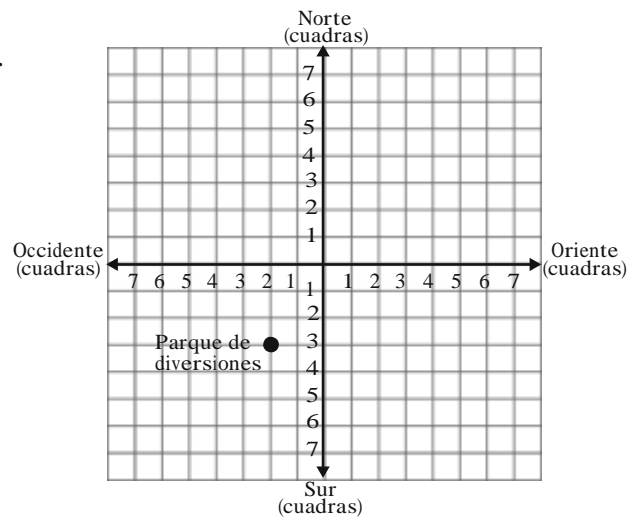 Norte
(cuadras)
7
6
5
4
3
2
1
Occidente
(cuadras)
Oriente
(cuadras)
7 6 5 4 3 2 1 1 2 3 4 5 6 7
1
2
3
Parque de
diversiones
4
5
6
7
Sur
(cuadras)